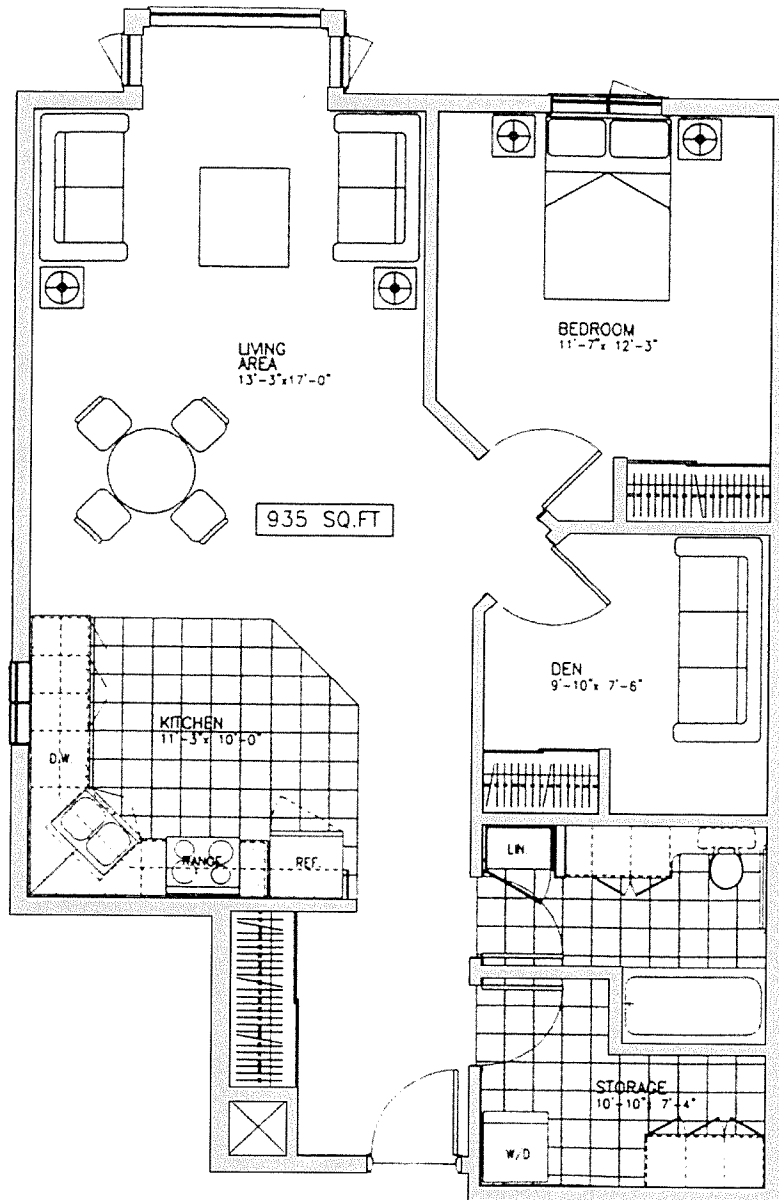 LIVING
AREA
13'-3"x17'-0"
BEDROOM
11'-7"x 12'-3"
935 SQ.FT
DEN
9'-10"x 7'-6"
KITCHEN
11'-3"x 10'-0"
D.W.
RANGE
REF.
LIN
STORAGE
10'-10"x 7'-4"
W/D